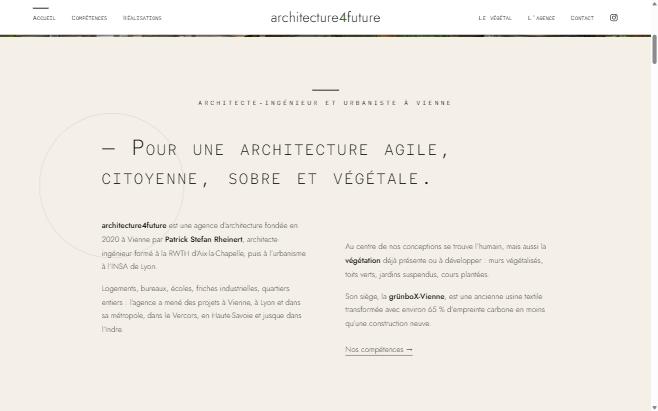 Accueil
Compétences
Réalisations
architecture4future
Le végétal
L'agence
Contact
ARCHITECTE-INGÉNIEUR ET URBANISTE À VIENNE
— Pour une architecture agile,
citoyenne, sobre et végétale.
architecture4future est une agence d'architecture fondée en
2020 à Vienne par Patrick Stefan Rheinert, architecte-
ingénieur formé à la RWTH d'Aix-la-Chapelle, puis à l'urbanisme
à l'INSA de Lyon.
Logements, bureaux, écoles, friches industrielles, quartiers
entiers : l'agence a mené des projets à Vienne, à Lyon et dans
sa métropole, dans le Vercors, en Haute-Savoie et jusque dans
l'Indre.
Au centre de nos conceptions se trouve l'humain, mais aussi la
végétation déjà présente ou à développer : murs végétalisés,
toits verts, jardins suspendus, cours plantées.
Son siège, la grünboX-Vienne, est une ancienne usine textile
transformée avec environ 65 % d'empreinte carbone en moins
qu'une construction neuve.
Nos compétences →